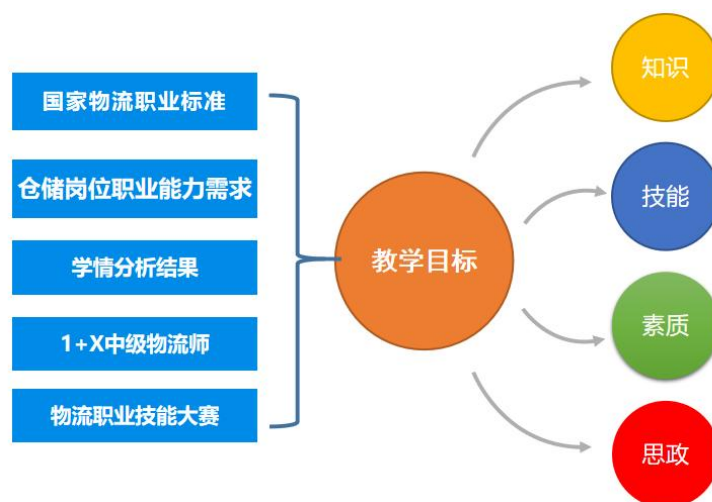 国家物流职业标准
仓储岗位职业能力需求
学情分析结果
1+X中级物流师
物流职业技能大赛
教学目标
知识
技能
素质
思政